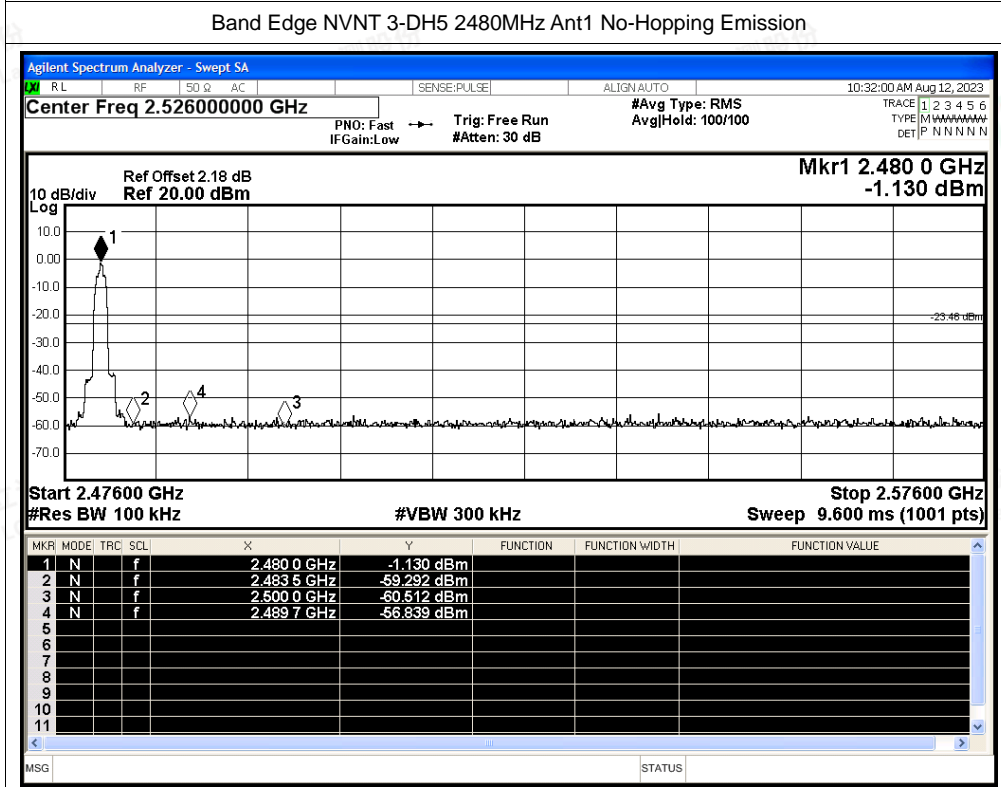 Band Edge NVNT 3-DH5 2480MHz Ant1 No-Hopping Emission
Agilent Spectrum Analyzer - Swept SA
LXI RL RF 50 Ω AC SENSE:PULSE ALIGN AUTO 10:32:00 AM Aug 12, 2023
Center Freq 2.526000000 GHz
PNO: Fast
IFGain:Low
Trig: Free Run
#Atten: 30 dB
#Avg Type: RMS
Avg|Hold: 100/100
TRACE 1 2 3 4 5 6
TYPE M W W W W W
DET P N N N N N
Mkr1 2.480 0 GHz
-1.130 dBm
Ref Offset 2.18 dB
10 dB/div Ref 20.00 dBm
Log
10.0
0.00
-10.0
-20.0
-30.0
-40.0
-50.0
-60.0
-70.0
1
-23.46 dBm
2
4
3
Start 2.47600 GHz Stop 2.57600 GHz
#Res BW 100 kHz #VBW 300 kHz Sweep 9.600 ms (1001 pts)
MKR MODE TRC SCL X Y FUNCTION FUNCTION WIDTH FUNCTION VALUE
1 N f 2.480 0 GHz -1.130 dBm
2 N f 2.483 5 GHz -59.292 dBm
3 N f 2.500 0 GHz -60.512 dBm
4 N f 2.489 7 GHz -56.839 dBm
5
6
7
8
9
10
11
MSG STATUS